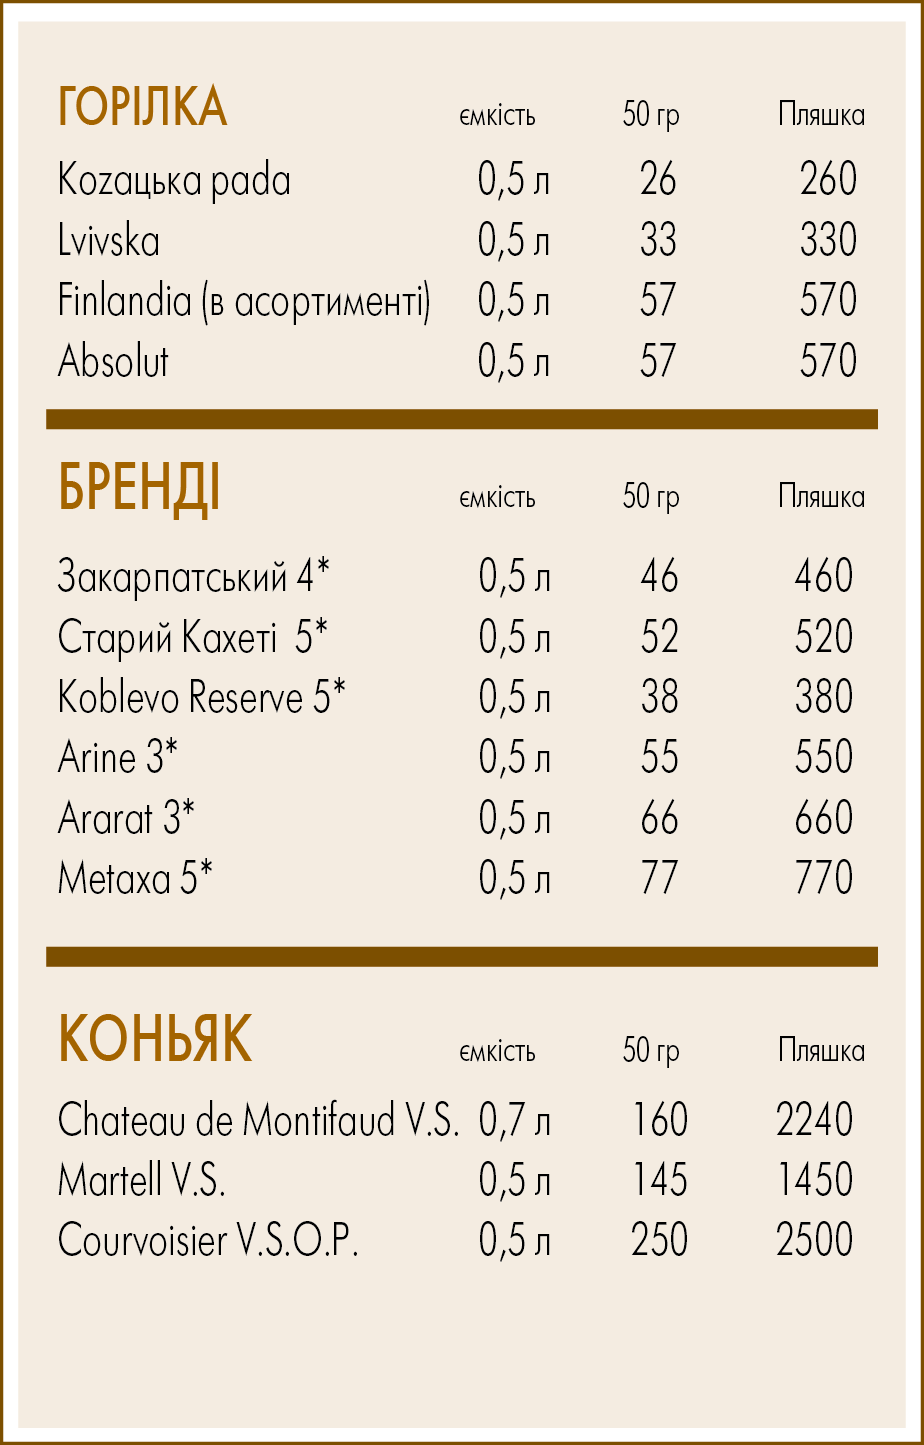 ГОРІЛКА ємкість 50 гр Пляшка
Коzацька раdа 0,5 л 26 260
Lvivska 0,5 л 33 330
Finlandia (в асортименті) 0,5 л 57 570
Absolut 0,5 л 57 570
БРЕНДІ ємкість 50 гр Пляшка
Закарпатський 4* 0,5 л 46 460
Старий Кахеті 5* 0,5 л 52 520
Koblevo Reserve 5* 0,5 л 38 380
Arine 3* 0,5 л 55 550
Ararat 3* 0,5 л 66 660
Metaxa 5* 0,5 л 77 770
КОНЬЯК ємкість 50 гр Пляшка
Chateau de Montifaud V.S. 0,7 л 160 2240
Martell V.S. 0,5 л 145 1450
Courvoisier V.S.O.P. 0,5 л 250 2500